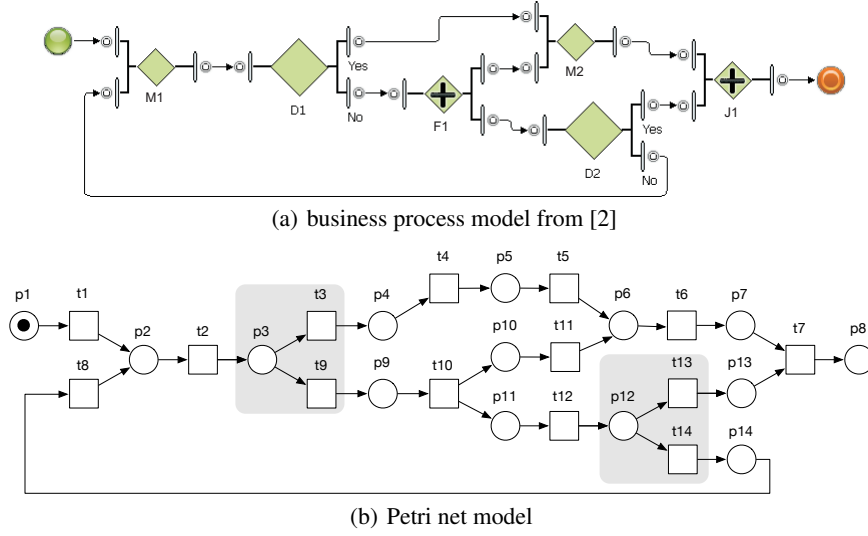 Yes
M2
M1
D1
No
F1
Yes
J1
D2
No
(a) business process model from [2]
t4 p5 t5
p1 t1 t3 p4 p6 t6 p7
p2 t2 p3 p10 t11 t7 p8
t8 t9 p9 t10 t13 p13
p11 t12 p12
t14 p14
(b) Petri net model